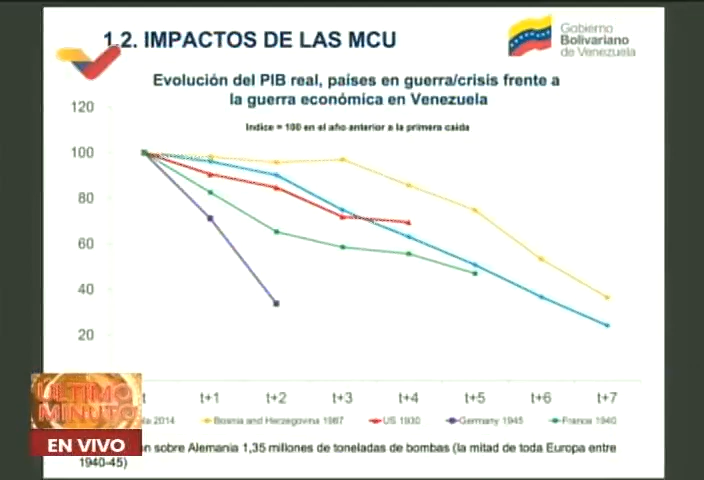 1.2. IMPACTOS DE LAS MCU
Gobierno
Bolivariano
de Venezuela
Evolución del PIB real, países en guerra/crisis frente a
la guerra económica en Venezuela
Indice = 100 en el año anterior a la primera caída
120
100
80
60
40
20
t t+1 t+2 t+3 t+4 t+5 t+6 t+7
2014 Bosnia and Herzegovina 1987 US 1930 Germany 1945 France 1940
ÚLTIMO
MINUTO
EN VIVO
sobre Alemania 1,35 millones de toneladas de bombas (la mitad de toda Europa entre
1940-45)